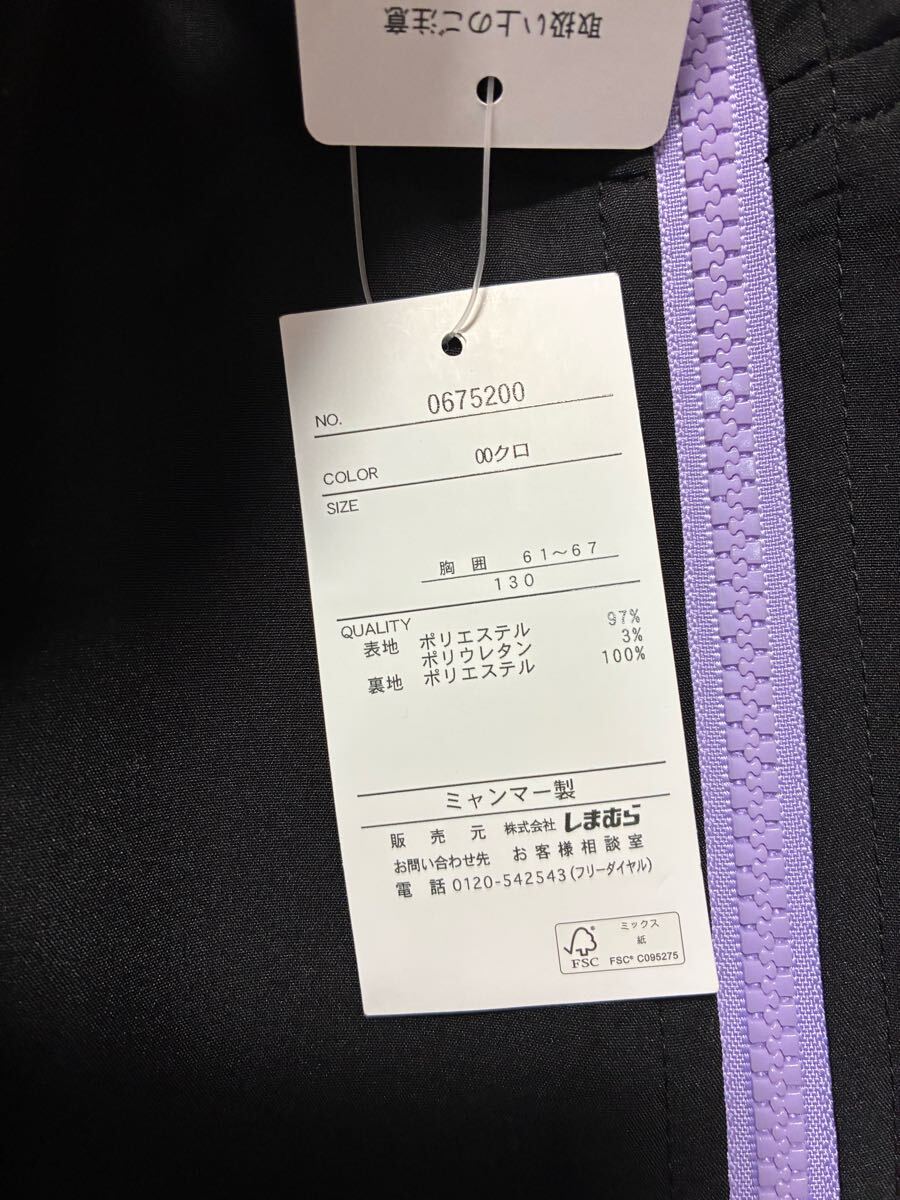 取扱い上のご注意
NO. 0675200
COLOR 00クロ
SIZE
胸囲 61～67
130
QUALITY
表地 ポリエステル 97%
ポリウレタン 3%
裏地 ポリエステル 100%
ミャンマー製
販売元 株式会社 しまむら
お問い合わせ先 お客様相談室
電話 0120-542543(フリーダイヤル)
ミックス
紙
FSC FSC® C095275